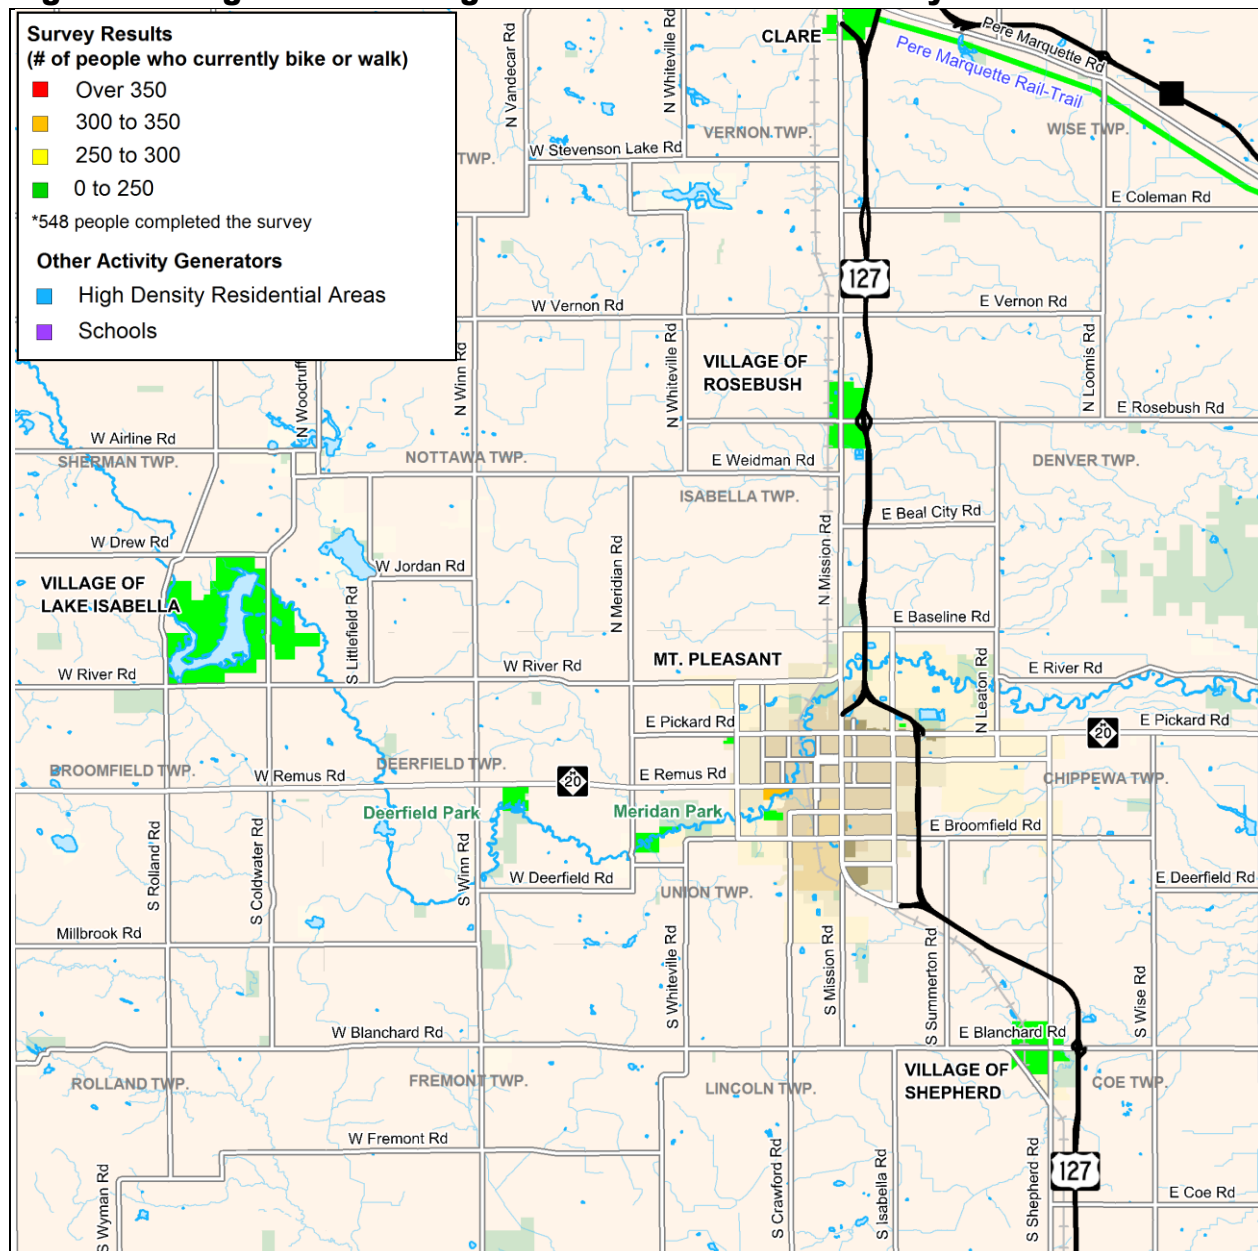 Survey Results
(# of people who currently bike or walk)
Over 350
300 to 350
250 to 300
0 to 250
*548 people completed the survey
Other Activity Generators
High Density Residential Areas
Schools
CLARE
Pere Marquette Rd
Pere Marquette Rail-Trail
N Vandecar Rd
N Whiteville Rd
VERNON TWP.
WISE TWP.
TWP.
W Stevenson Lake Rd
E Coleman Rd
127
W Vernon Rd
E Vernon Rd
N Woodruff
N Winn Rd
N Whiteville Rd
VILLAGE OF
ROSEBUSH
N Loomis Rd
E Rosebush Rd
W Airline Rd
SHERMAN TWP.
NOTTAWA TWP.
E Weidman Rd
DENVER TWP.
ISABELLA TWP.
E Beal City Rd
W Drew Rd
N Meridian Rd
N Mission Rd
W Jordan Rd
VILLAGE OF
LAKE ISABELLA
S Littlefield Rd
E Baseline Rd
MT. PLEASANT
W River Rd
W River Rd
N Leaton Rd
E River Rd
E Pickard Rd
E Pickard Rd
M
20
BROOMFIELD TWP.
W Remus Rd
DEERFIELD TWP.
M
20
E Remus Rd
CHIPPEWA TWP.
Deerfield Park
Meridan Park
E Broomfield Rd
S Rolland Rd
S Coldwater Rd
S Winn Rd
W Deerfield Rd
E Deerfield Rd
UNION TWP.
Millbrook Rd
S Whiteville Rd
S Mission Rd
S Summerton Rd
S Wise Rd
W Blanchard Rd
E Blanchard Rd
VILLAGE OF
SHEPHERD
ROLLAND TWP.
FREMONT TWP.
LINCOLN TWP.
COE TWP.
W Fremont Rd
S Wyman Rd
S Crawford Rd
S Isabella Rd
S Shepherd Rd
127
E Coe Rd